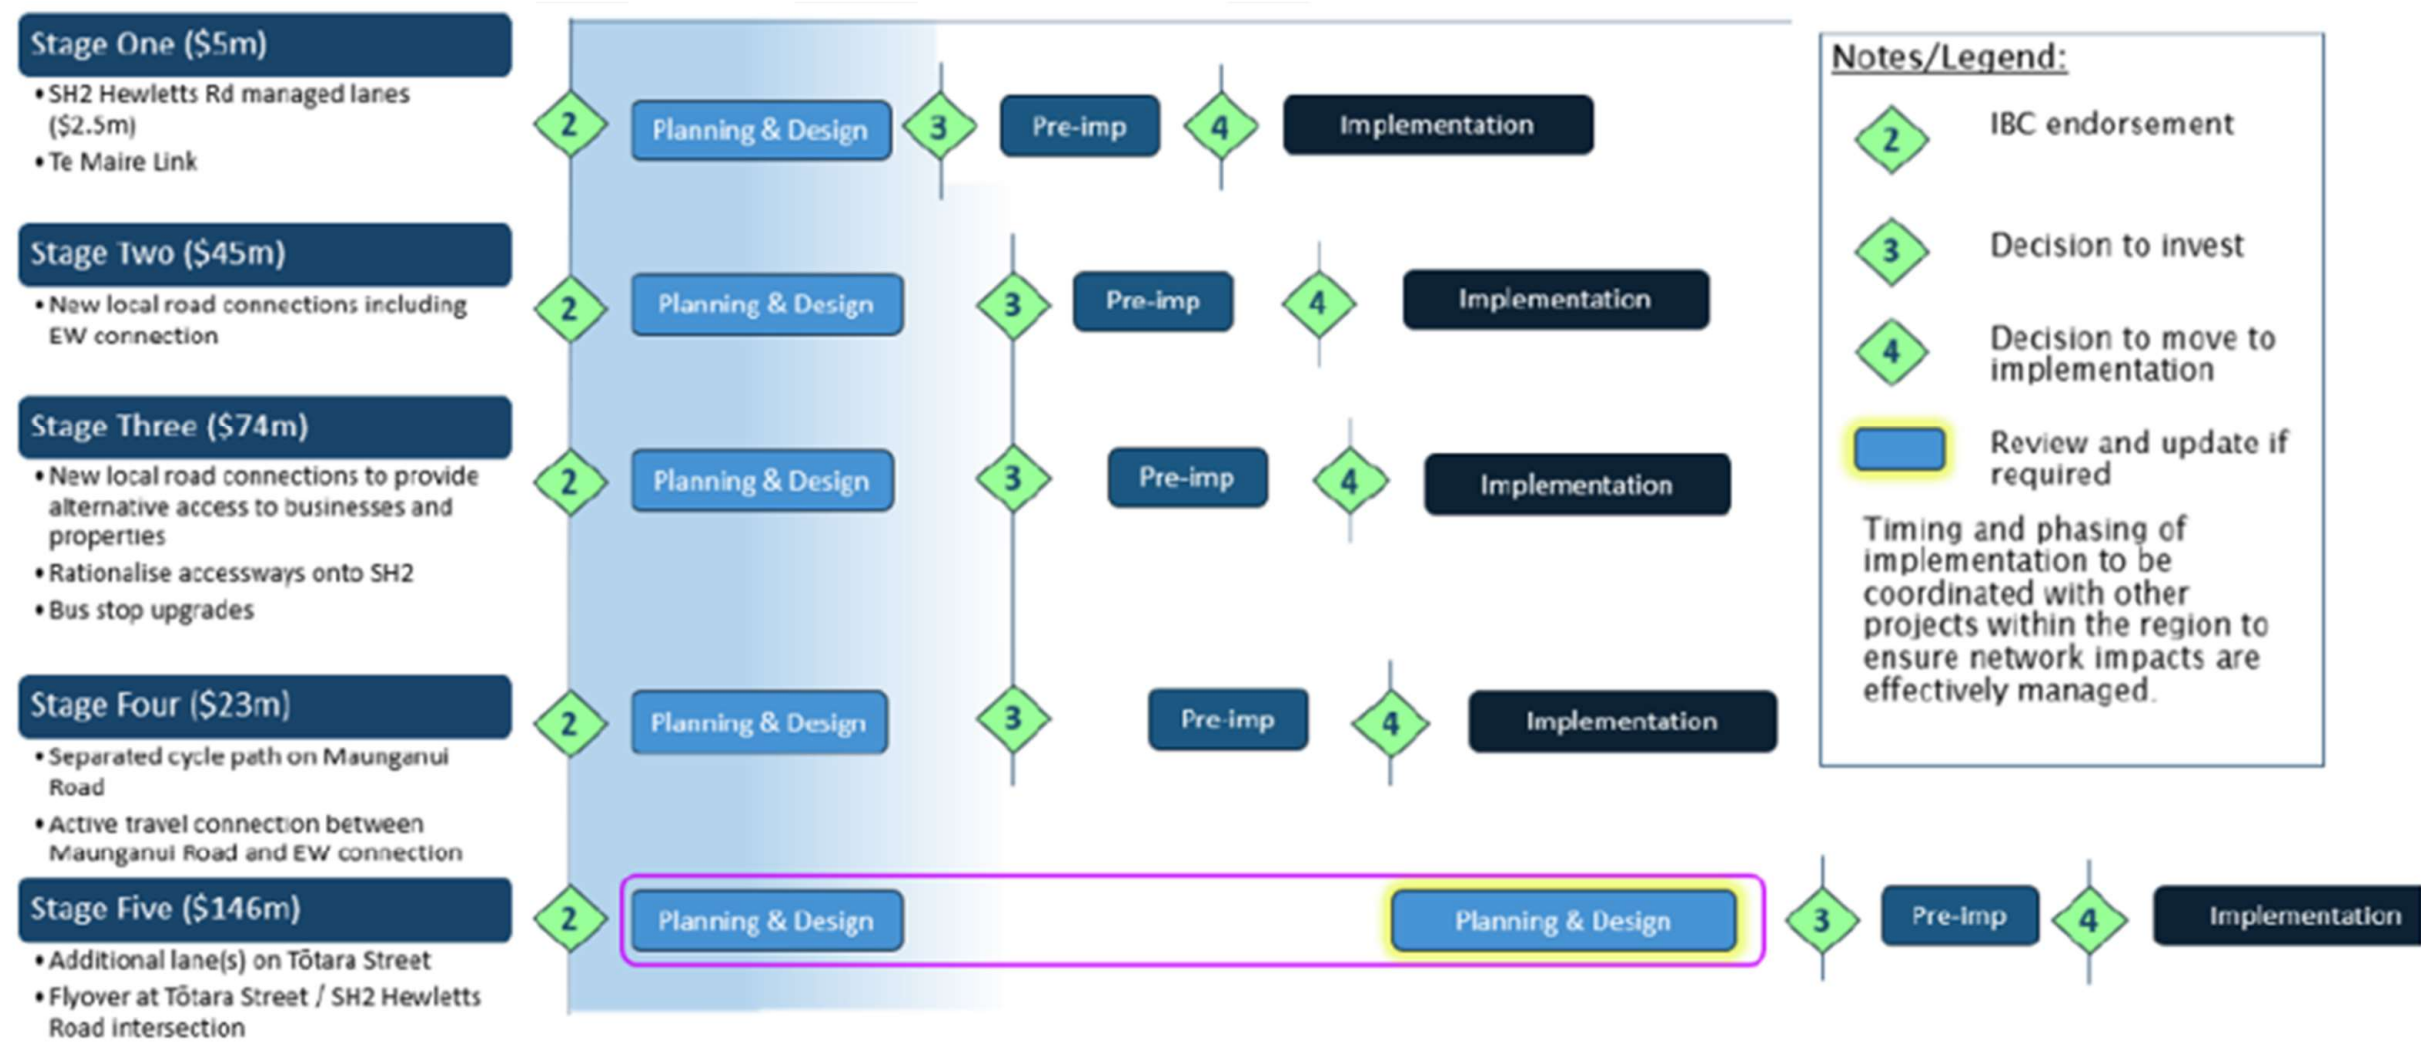 Stage One ($5m)
• SH2 Hewletts Rd managed lanes
($2.5m)
• Te Maire Link
2
Planning & Design
3
Pre-imp
4
Implementation
Stage Two ($45m)
• New local road connections including
EW connection
2
Planning & Design
3
Pre-imp
4
Implementation
Stage Three ($74m)
• New local road connections to provide
alternative access to businesses and
properties
• Rationalise accessways onto SH2
• Bus stop upgrades
2
Planning & Design
3
Pre-imp
4
Implementation
Stage Four ($23m)
• Separated cycle path on Maunganui
Road
• Active travel connection between
Maunganui Road and EW connection
2
Planning & Design
3
Pre-imp
4
Implementation
Stage Five ($146m)
• Additional lane(s) on Tōtara Street
• Flyover at Tōtara Street / SH2 Hewletts
Road intersection
2
Planning & Design
Planning & Design
3
Pre-imp
4
Implementation
Notes/Legend:
2
IBC endorsement
3
Decision to invest
4
Decision to move to
implementation
Review and update if
required
Timing and phasing of
implementation to be
coordinated with other
projects within the region to
ensure network impacts are
effectively managed.